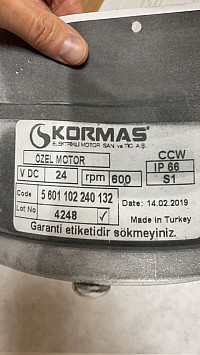 KORMAS
ELEKTRİKLİ MOTOR SAN. ve TİC. A.Ş.
CCW
ÖZEL MOTOR IP 66
V DC 24 rpm 600 S1
Code 5 601 102 240 132
Lot No 4248 ✓ Date: 14.02.2019
Made in Turkey
Garanti etiketidir sökmeyiniz.